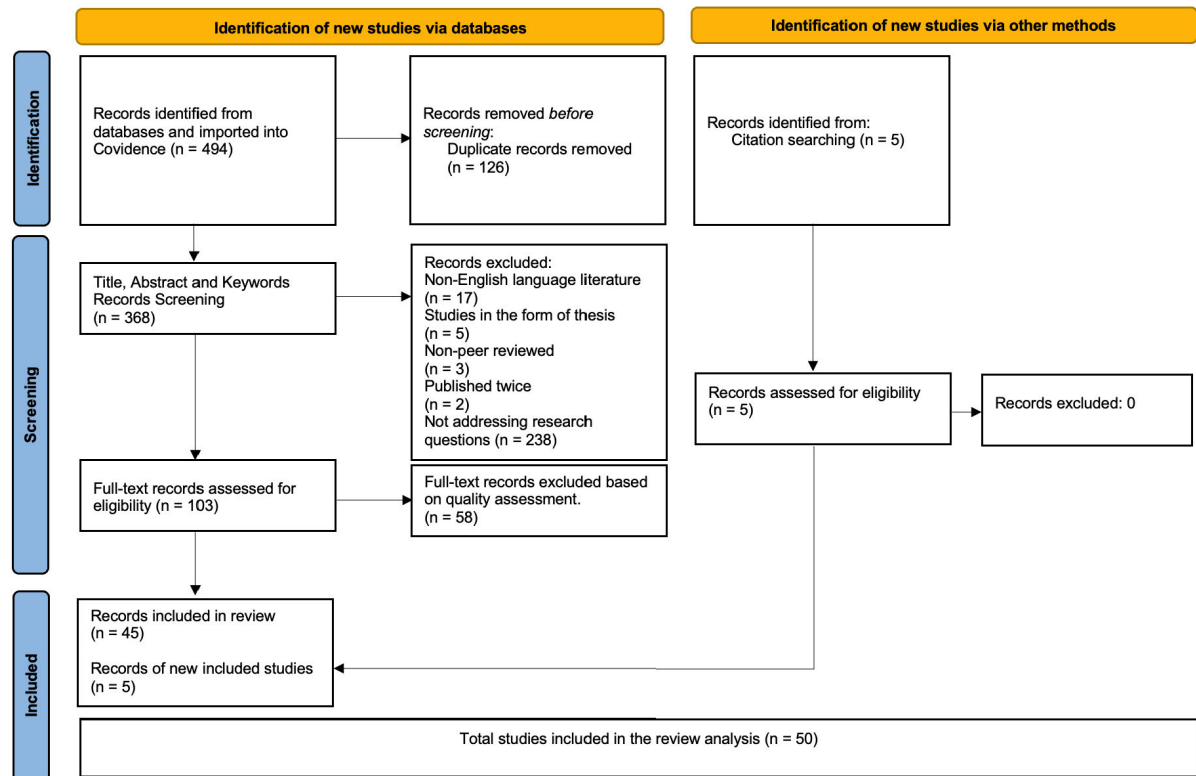 Identification of new studies via databases
Identification of new studies via other methods
Identification
Records identified from
databases and imported into
Covidence (n = 494)
Records removed before
screening:
Duplicate records removed
(n = 126)
Records identified from:
Citation searching (n = 5)
Screening
Title, Abstract and Keywords
Records Screening
(n = 368)
Records excluded:
Non-English language literature
(n = 17)
Studies in the form of thesis
(n = 5)
Non-peer reviewed
(n = 3)
Published twice
(n = 2)
Not addressing research
questions (n = 238)
Records assessed for eligibility
(n = 5)
Records excluded: 0
Full-text records assessed for
eligibility (n = 103)
Full-text records excluded based
on quality assessment.
(n = 58)
Included
Records included in review
(n = 45)
Records of new included studies
(n = 5)
Total studies included in the review analysis (n = 50)